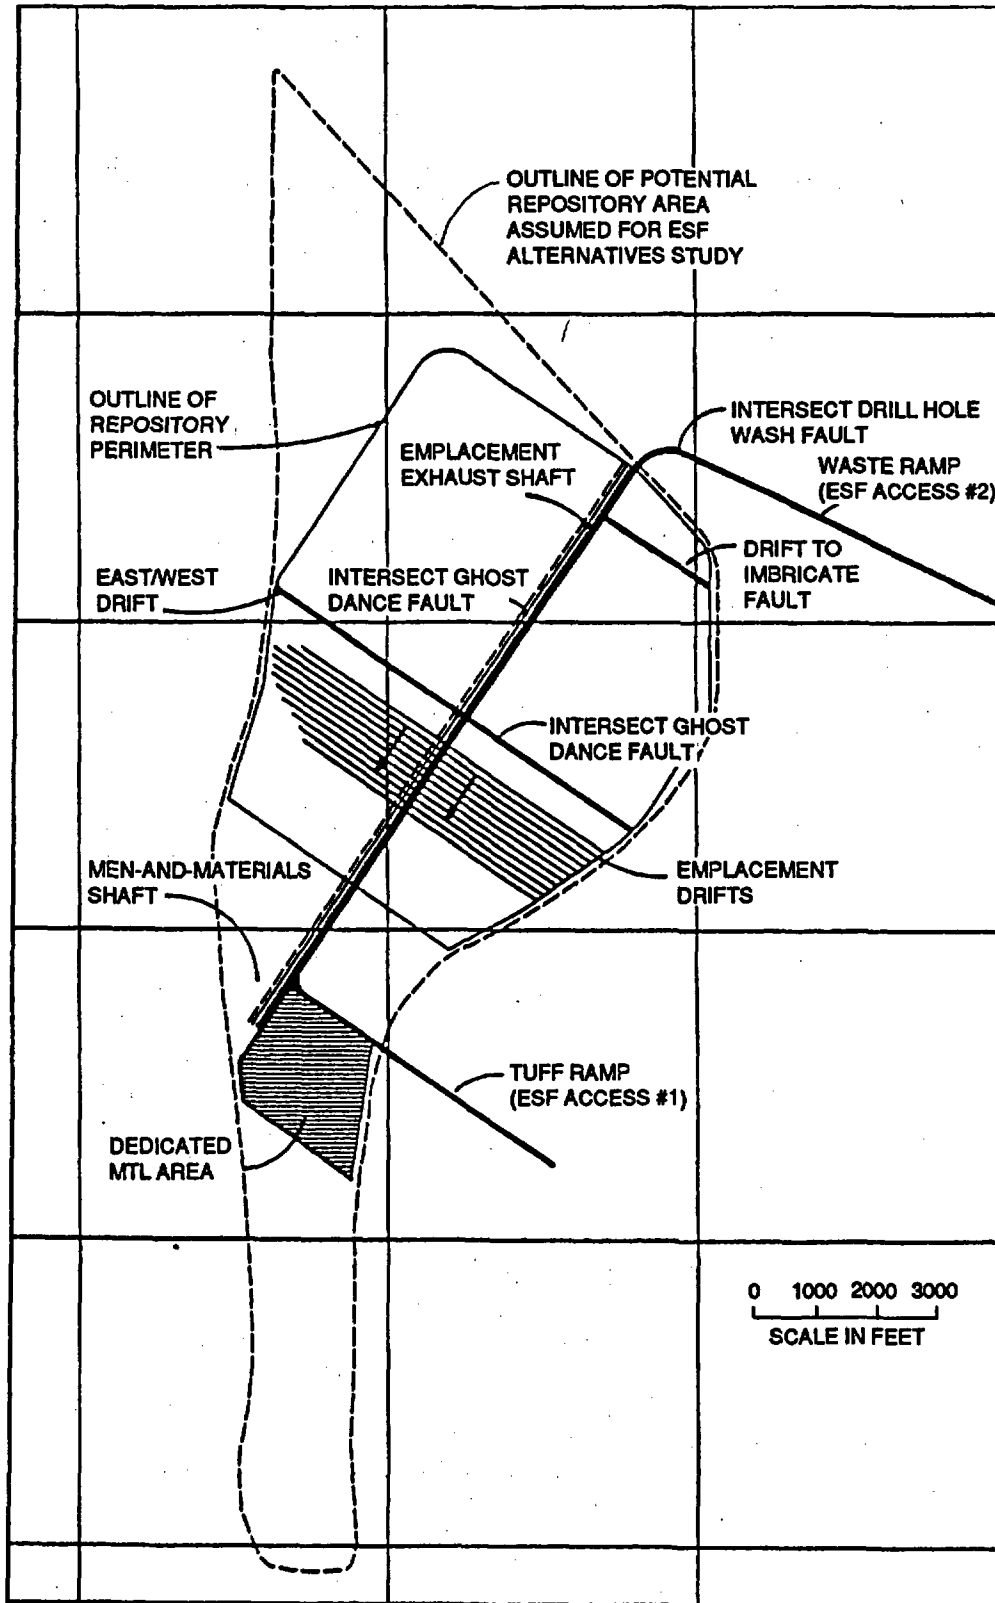 OUTLINE OF POTENTIAL
REPOSITORY AREA
ASSUMED FOR ESF
ALTERNATIVES STUDY
OUTLINE OF
REPOSITORY
PERIMETER
INTERSECT DRILL HOLE
WASH FAULT
EMPLACEMENT
EXHAUST SHAFT
WASTE RAMP
(ESF ACCESS #2)
EAST/WEST
DRIFT
INTERSECT GHOST
DANCE FAULT
DRIFT TO
IMBRICATE
FAULT
INTERSECT GHOST
DANCE FAULT
MEN-AND-MATERIALS
SHAFT
EMPLACEMENT
DRIFTS
TUFF RAMP
(ESF ACCESS #1)
DEDICATED
MTL AREA
0 1000 2000 3000
SCALE IN FEET